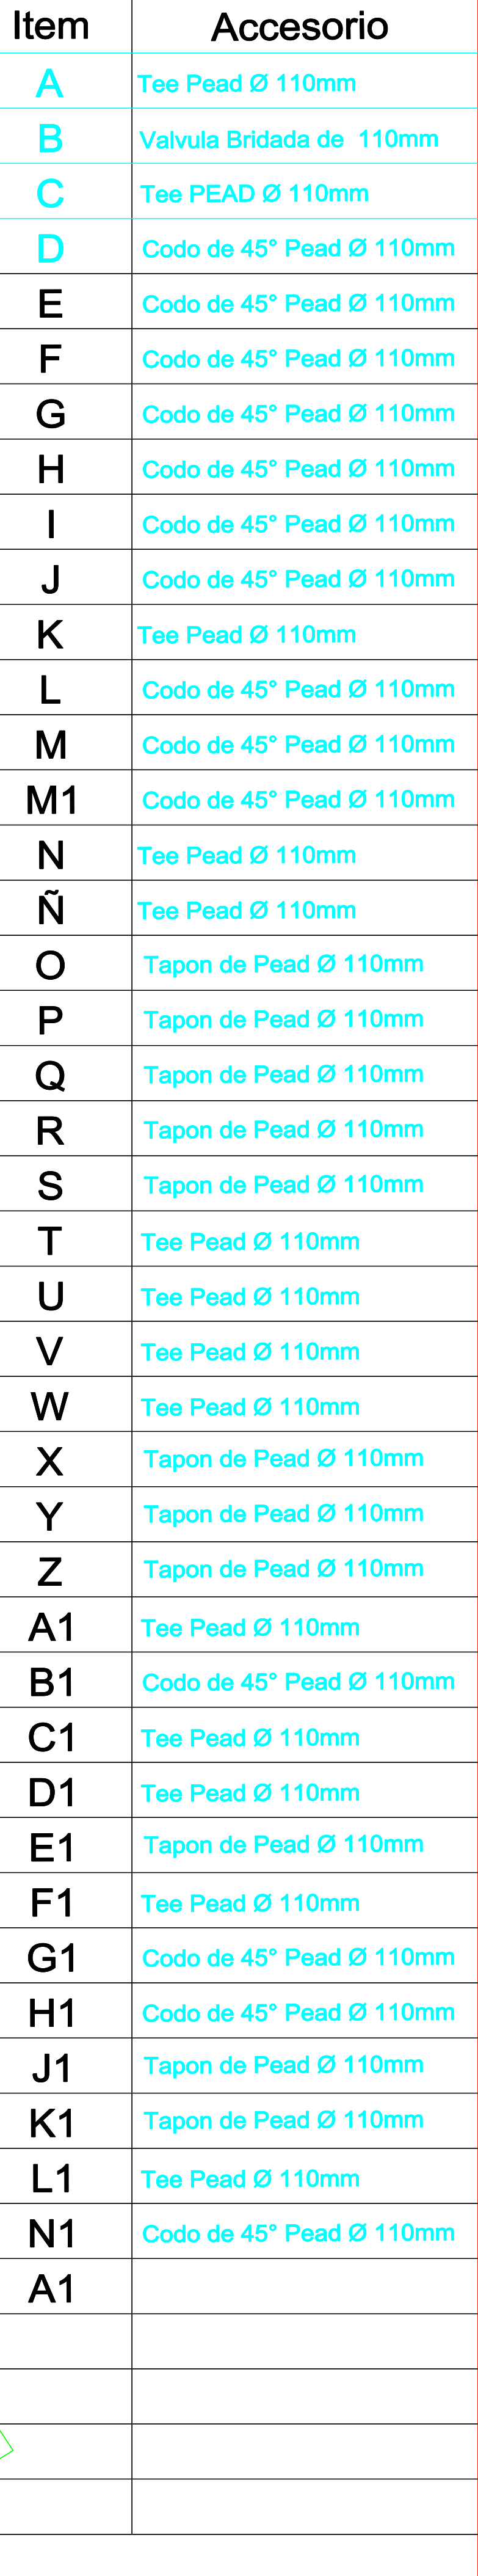 Item Accesorio
A Tee Pead Ø 110mm
B Valvula Bridada de 110mm
C Tee PEAD Ø 110mm
D Codo de 45° Pead Ø 110mm
E Codo de 45° Pead Ø 110mm
F Codo de 45° Pead Ø 110mm
G Codo de 45° Pead Ø 110mm
H Codo de 45° Pead Ø 110mm
I Codo de 45° Pead Ø 110mm
J Codo de 45° Pead Ø 110mm
K Tee Pead Ø 110mm
L Codo de 45° Pead Ø 110mm
M Codo de 45° Pead Ø 110mm
M1 Codo de 45° Pead Ø 110mm
N Tee Pead Ø 110mm
Ñ Tee Pead Ø 110mm
O Tapon de Pead Ø 110mm
P Tapon de Pead Ø 110mm
Q Tapon de Pead Ø 110mm
R Tapon de Pead Ø 110mm
S Tapon de Pead Ø 110mm
T Tee Pead Ø 110mm
U Tee Pead Ø 110mm
V Tee Pead Ø 110mm
W Tee Pead Ø 110mm
X Tapon de Pead Ø 110mm
Y Tapon de Pead Ø 110mm
Z Tapon de Pead Ø 110mm
A1 Tee Pead Ø 110mm
B1 Codo de 45° Pead Ø 110mm
C1 Tee Pead Ø 110mm
D1 Tee Pead Ø 110mm
E1 Tapon de Pead Ø 110mm
F1 Tee Pead Ø 110mm
G1 Codo de 45° Pead Ø 110mm
H1 Codo de 45° Pead Ø 110mm
J1 Tapon de Pead Ø 110mm
K1 Tapon de Pead Ø 110mm
L1 Tee Pead Ø 110mm
N1 Codo de 45° Pead Ø 110mm
A1